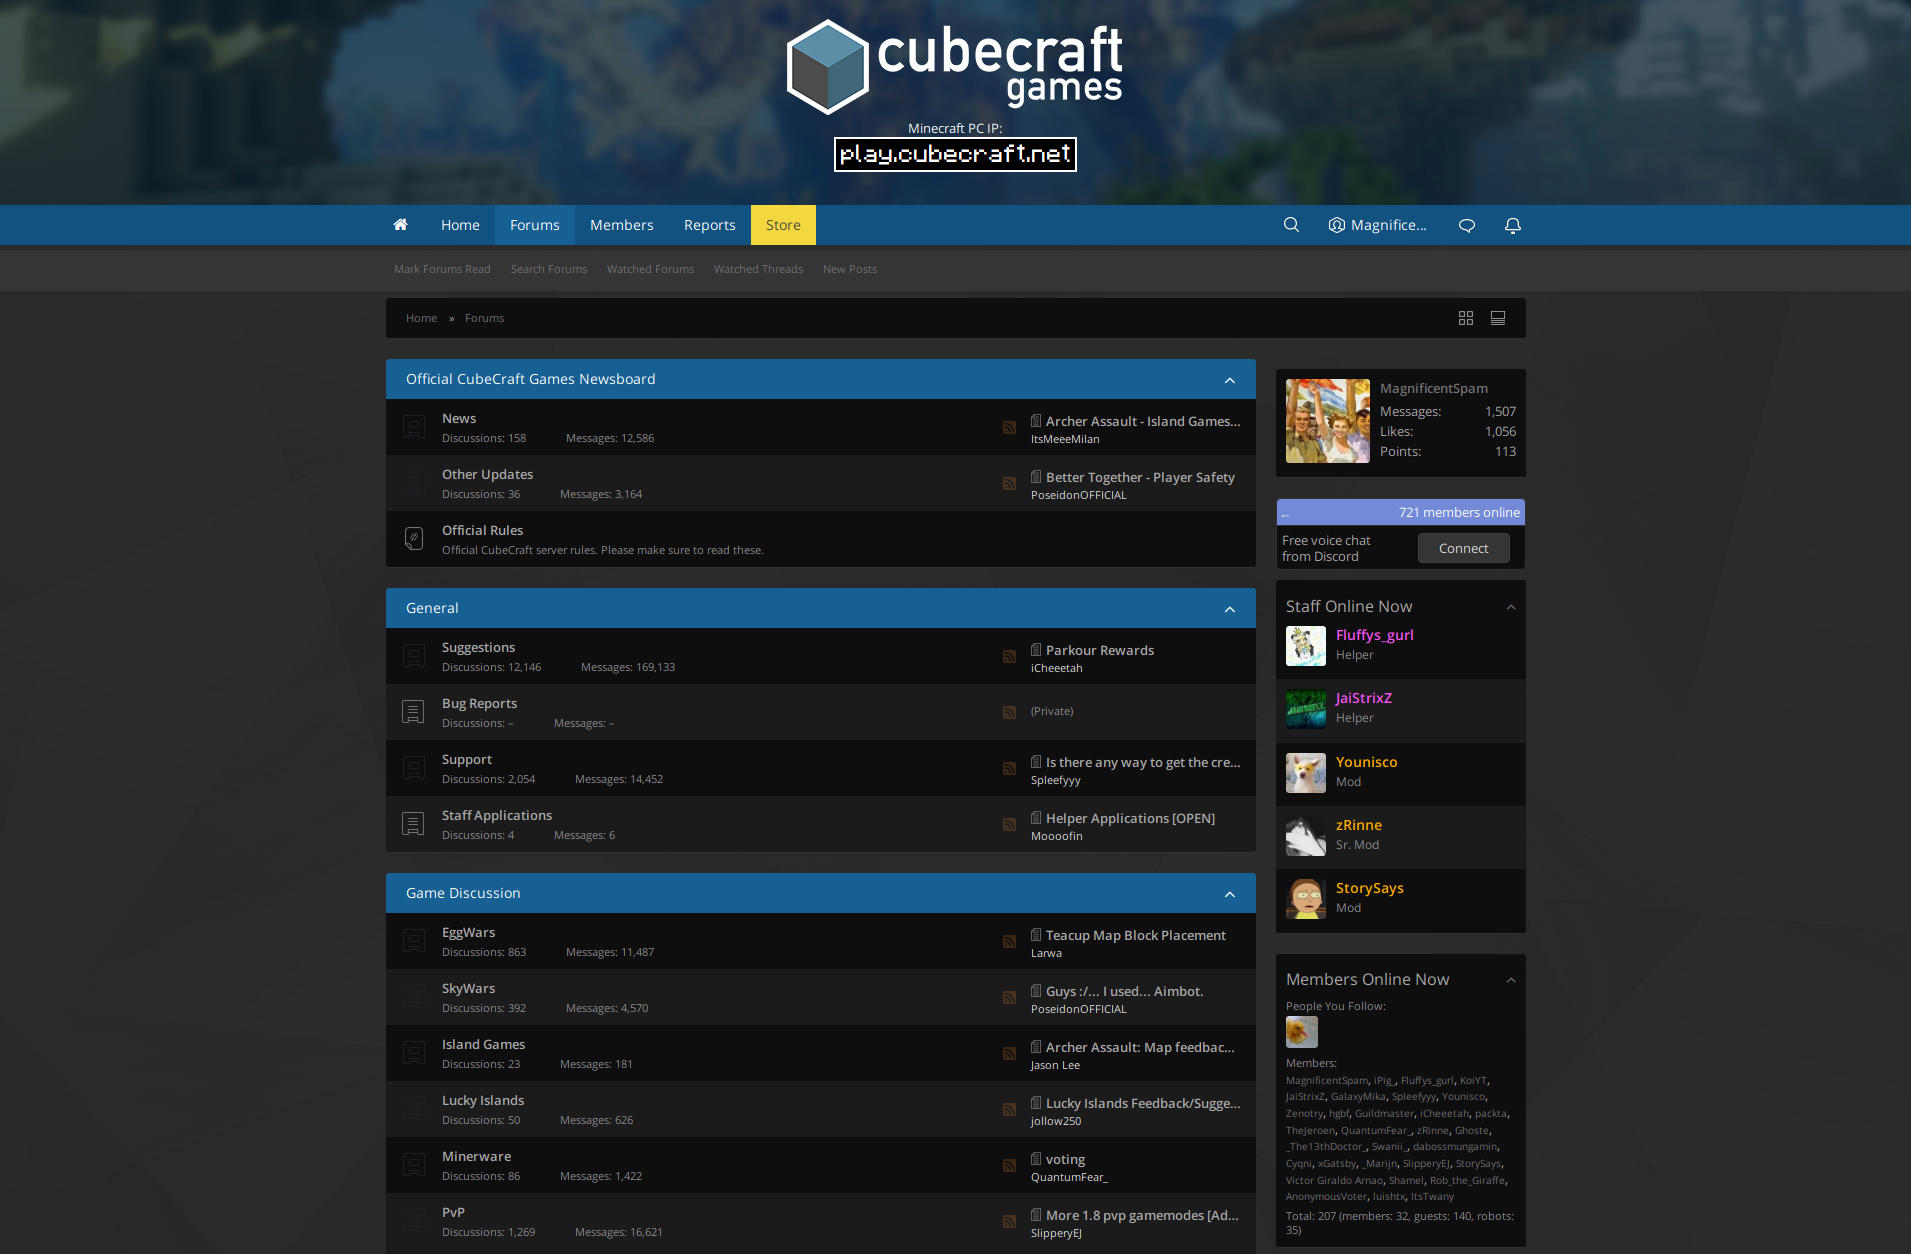 cubecraft
games
Minecraft PC IP:
play.cubecraft.net
Home Forums Members Reports Store Magnifice...
Mark Forums Read Search Forums Watched Forums Watched Threads New Posts
Home » Forums
Official CubeCraft Games Newsboard
News
Discussions: 158 Messages: 12,586
Archer Assault - Island Games...
ItsMeeeMilan
Other Updates
Discussions: 36 Messages: 3,164
Better Together - Player Safety
PoseidonOFFICIAL
Official Rules
Official CubeCraft server rules. Please make sure to read these.
General
Suggestions
Discussions: 12,146 Messages: 169,133
Parkour Rewards
iCheeetah
Bug Reports
Discussions: – Messages: –
(Private)
Support
Discussions: 2,054 Messages: 14,452
Is there any way to get the cre...
Spleefyyy
Staff Applications
Discussions: 4 Messages: 6
Helper Applications [OPEN]
Moooofin
Game Discussion
EggWars
Discussions: 863 Messages: 11,487
Teacup Map Block Placement
Larwa
SkyWars
Discussions: 392 Messages: 4,570
Guys :/... I used... Aimbot.
PoseidonOFFICIAL
Island Games
Discussions: 23 Messages: 181
Archer Assault: Map feedbac...
Jason Lee
Lucky Islands
Discussions: 50 Messages: 626
Lucky Islands Feedback/Sugge...
jollow250
Minerware
Discussions: 86 Messages: 1,422
voting
QuantumFear_
PvP
Discussions: 1,269 Messages: 16,621
More 1.8 pvp gamemodes [Ad...
SlipperyEJ
MagnificentSpam
Messages: 1,507
Likes: 1,056
Points: 113
721 members online
Free voice chat
from Discord
Connect
Staff Online Now
Fluffys_gurl
Helper
JaiStrixZ
Helper
Younisco
Mod
zRinne
Sr. Mod
StorySays
Mod
Members Online Now
People You Follow:
Members:
MagnificentSpam, iPig_, Fluffys_gurl, KoiYT,
JaiStrixZ, GalaxyMika, Spleefyyy, Younisco,
Zenotry, hgbf, Guildmaster, iCheeetah, packta,
TheJeroen, QuantumFear_, zRinne, Ghoste,
_The13thDoctor_, Swanii_, dabossmungamin,
Cyqni, xGatsby, _Marijn, SlipperyEJ, StorySays,
Victor Giraldo Arnao, Shamel, Rob_the_Giraffe,
AnonymousVoter, luishtx, ItsTwany
Total: 207 (members: 32, guests: 140, robots:
35)